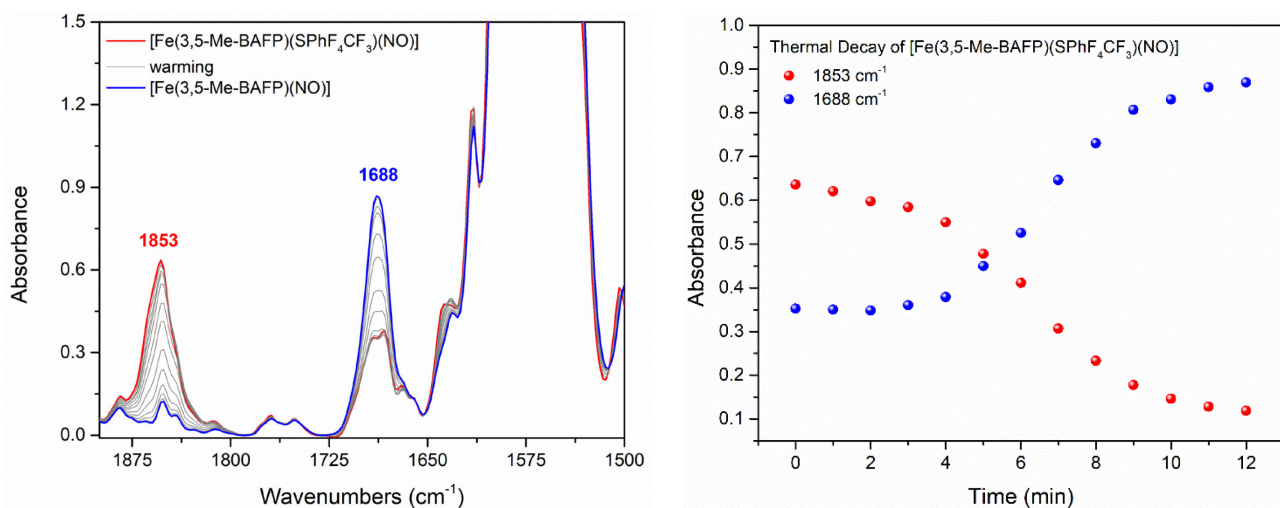 [Fe(3,5-Me-BAFP)(SPhF₄CF₃)(NO)]
warming
[Fe(3,5-Me-BAFP)(NO)]
1853
1688
Absorbance
1.5
1.2
0.9
0.6
0.3
0.0
1875 1800 1725 1650 1575 1500
Wavenumbers (cm⁻¹)
Thermal Decay of [Fe(3,5-Me-BAFP)(SPhF₄CF₃)(NO)]
1853 cm⁻¹
1688 cm⁻¹
Absorbance
1.0
0.9
0.8
0.7
0.6
0.5
0.4
0.3
0.2
0.1
0 2 4 6 8 10 12
Time (min)